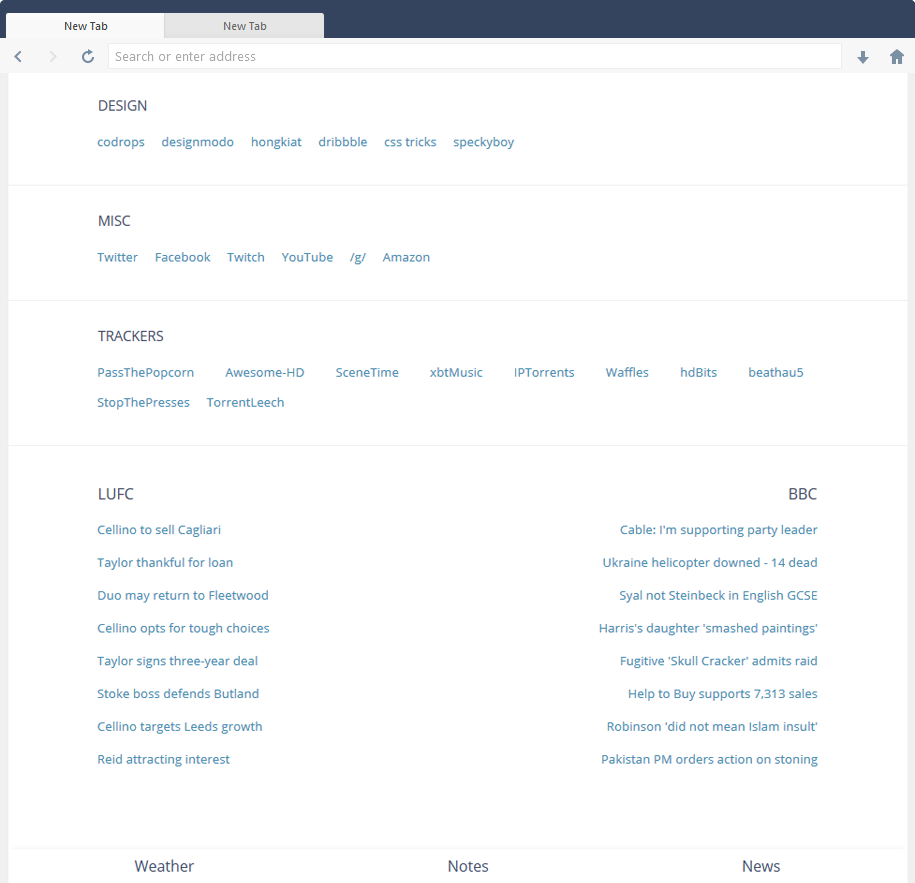 New Tab New Tab
Search or enter address
DESIGN
codrops designmodo hongkiat dribbble css tricks speckyboy
MISC
Twitter Facebook Twitch YouTube /g/ Amazon
TRACKERS
PassThePopcorn Awesome-HD SceneTime xbtMusic IPTorrents Waffles hdBits beathau5
StopThePresses TorrentLeech
LUFC
Cellino to sell Cagliari
Taylor thankful for loan
Duo may return to Fleetwood
Cellino opts for tough choices
Taylor signs three-year deal
Stoke boss defends Butland
Cellino targets Leeds growth
Reid attracting interest
BBC
Cable: I'm supporting party leader
Ukraine helicopter downed - 14 dead
Syal not Steinbeck in English GCSE
Harris's daughter 'smashed paintings'
Fugitive 'Skull Cracker' admits raid
Help to Buy supports 7,313 sales
Robinson 'did not mean Islam insult'
Pakistan PM orders action on stoning
Weather Notes News